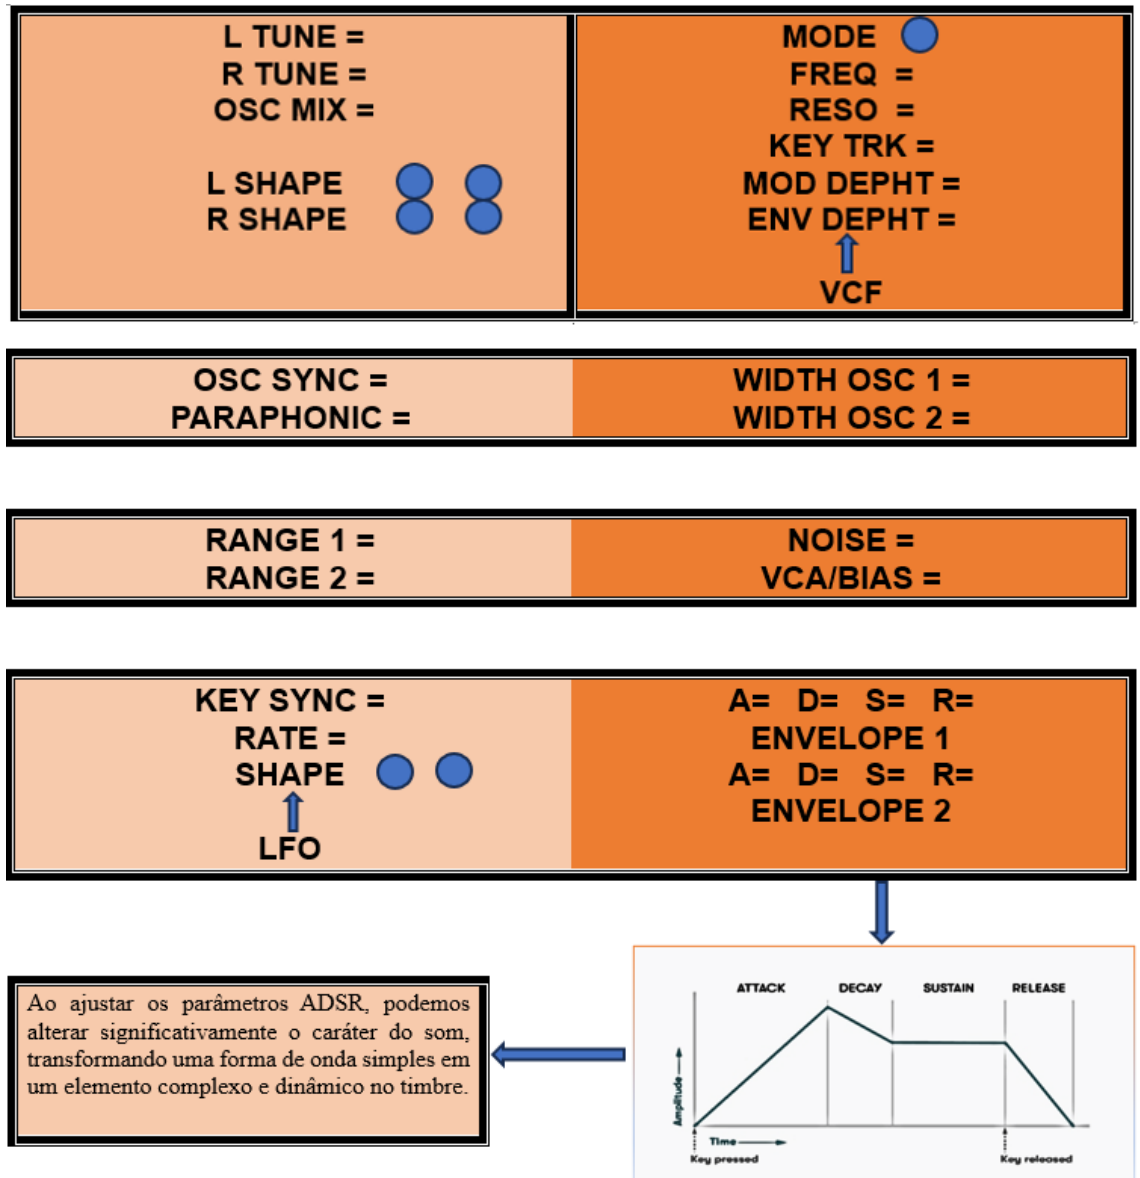 L TUNE =
R TUNE =
OSC MIX =
L SHAPE
R SHAPE
MODE
FREQ =
RESO =
KEY TRK =
MOD DEPHT =
ENV DEPHT =
VCF
OSC SYNC =
PARAPHONIC =
WIDTH OSC 1 =
WIDTH OSC 2 =
RANGE 1 =
RANGE 2 =
NOISE =
VCA/BIAS =
KEY SYNC =
RATE =
SHAPE
LFO
A= D= S= R=
ENVELOPE 1
A= D= S= R=
ENVELOPE 2
Ao ajustar os parâmetros ADSR, podemos
alterar significativamente o caráter do som,
transformando uma forma de onda simples em
um elemento complexo e dinâmico no timbre.
ATTACK DECAY SUSTAIN RELEASE
Amplitude
Time
Key pressed
Key released